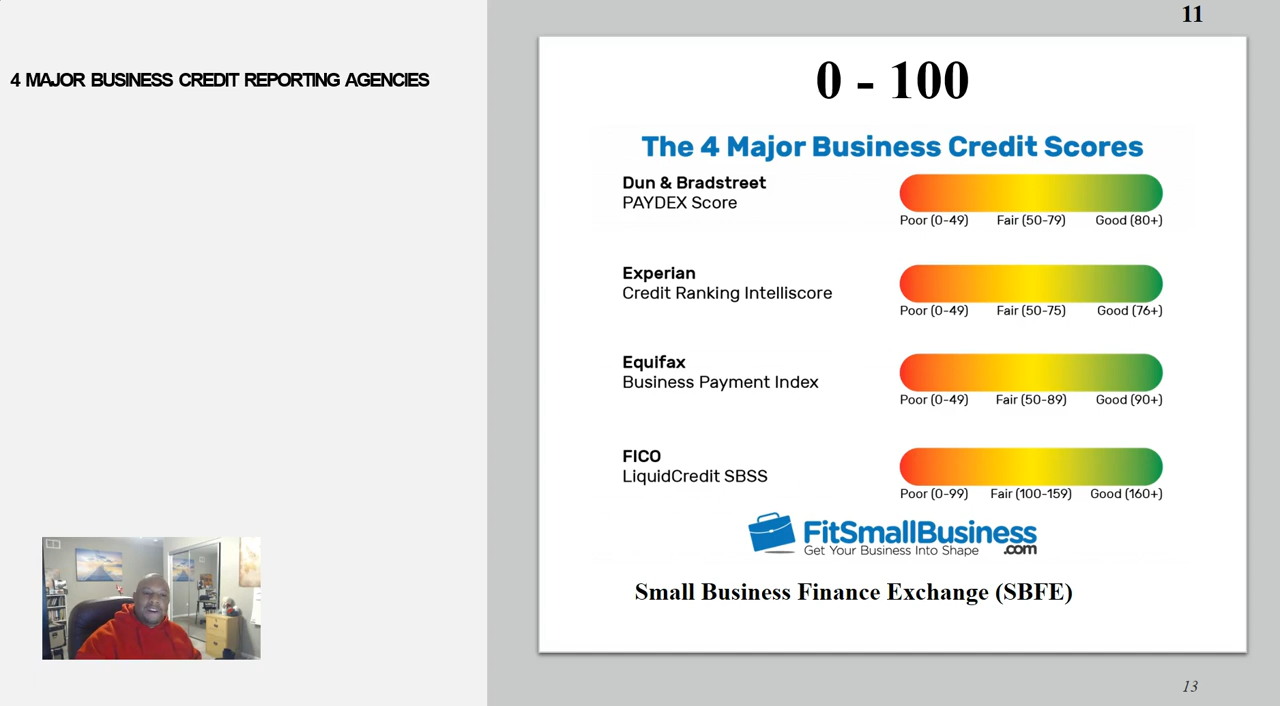 11
4 MAJOR BUSINESS CREDIT REPORTING AGENCIES
0 - 100
The 4 Major Business Credit Scores
Dun & Bradstreet
PAYDEX Score
Poor (0-49) Fair (50-79) Good (80+)
Experian
Credit Ranking Intelliscore
Poor (0-49) Fair (50-75) Good (76+)
Equifax
Business Payment Index
Poor (0-49) Fair (50-89) Good (90+)
FICO
LiquidCredit SBSS
Poor (0-99) Fair (100-159) Good (160+)
FitSmallBusiness
Get Your Business Into Shape .com
Small Business Finance Exchange (SBFE)
13